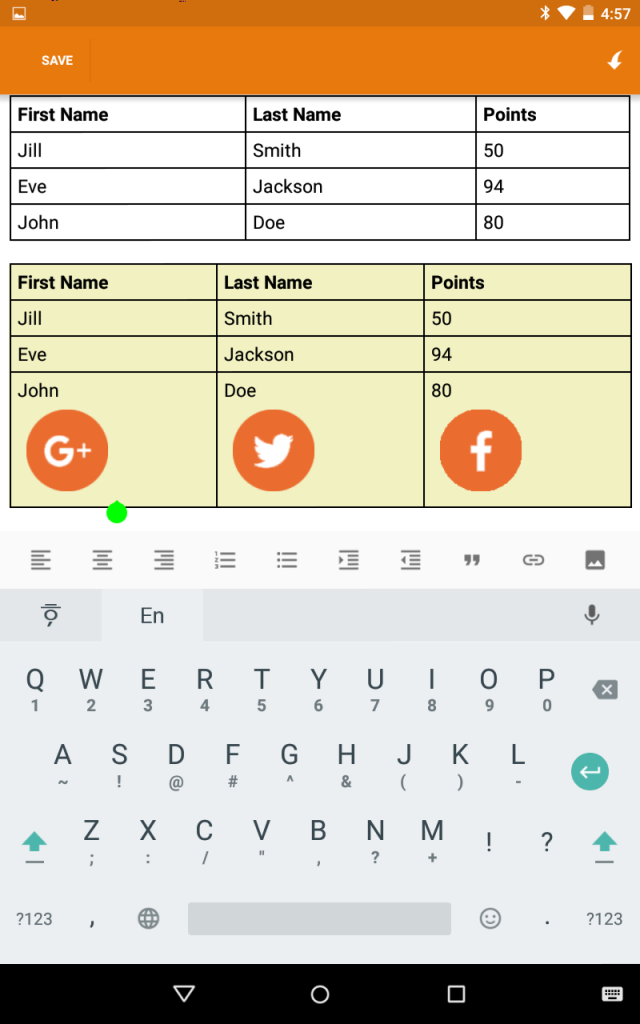 4:57
SAVE
First Name Last Name Points
Jill Smith 50
Eve Jackson 94
John Doe 80
First Name Last Name Points
Jill Smith 50
Eve Jackson 94
John Doe 80
G+ f
En
Q W E R T Y U I O P
1 2 3 4 5 6 7 8 9 0
A S D F G H J K L
~ ! @ # ^ & ( ) -
Z X C V B N M ! ?
; : / " , ? +
?123 , . ?123